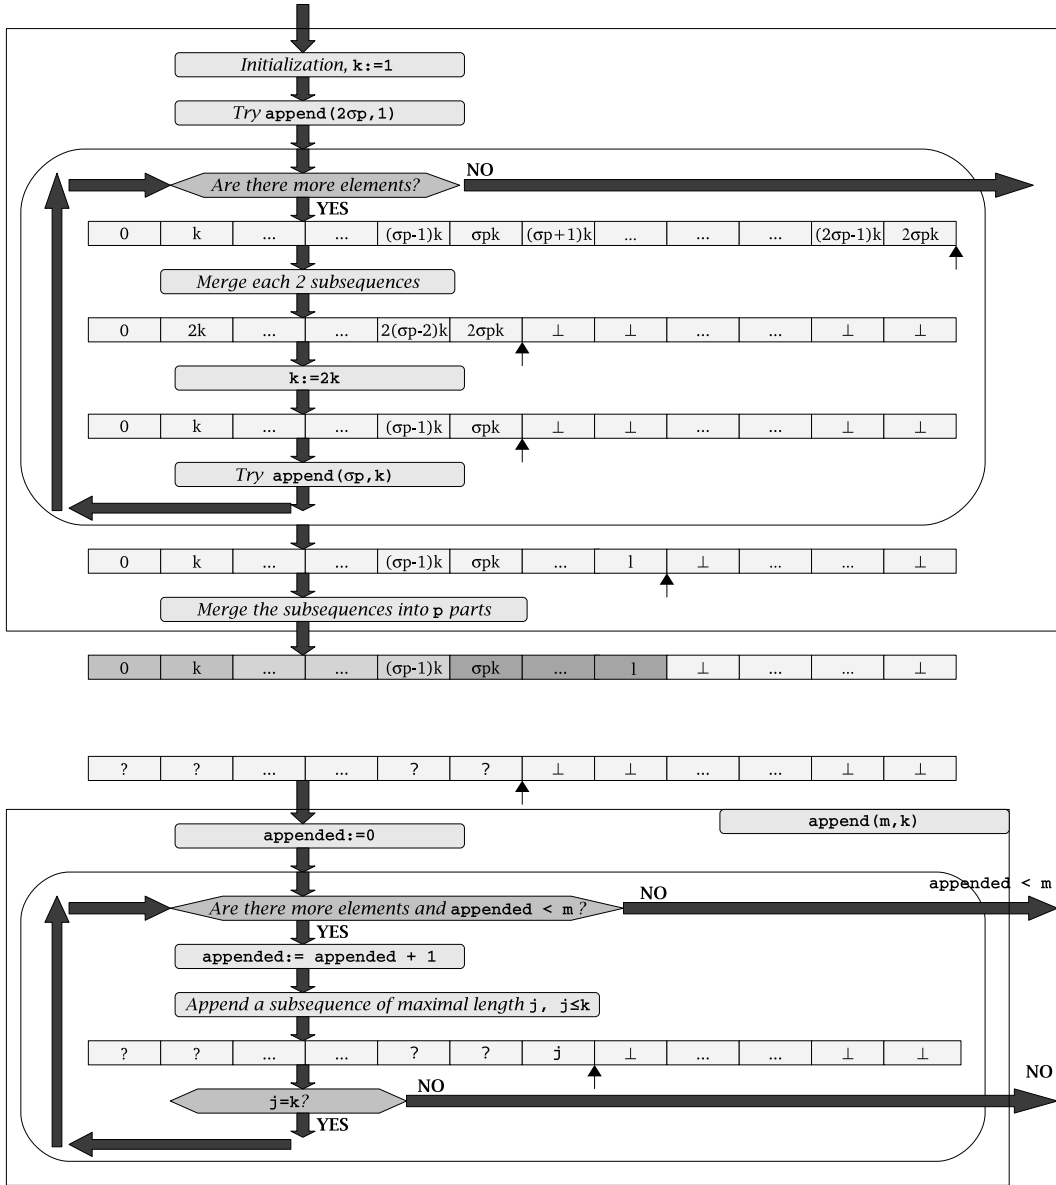 Initialization, k:=1
Try append(2σp,1)
Are there more elements?
NO
YES
0 k ... ... (σp-1)k σpk (σp+1)k ... ... ... (2σp-1)k 2σpk
Merge each 2 subsequences
0 2k ... ... 2(σp-2)k 2σpk ⊥ ⊥ ... ... ⊥ ⊥
k:=2k
0 k ... ... (σp-1)k σpk ⊥ ⊥ ... ... ⊥ ⊥
Try append(σp,k)
0 k ... ... (σp-1)k σpk ... l ⊥ ... ... ⊥
Merge the subsequences into p parts
0 k ... ... (σp-1)k σpk ... l ⊥ ... ... ⊥
? ? ... ... ? ? ⊥ ⊥ ... ... ⊥ ⊥
append(m,k)
appended:=0
appended < m
Are there more elements and appended < m ?
NO
YES
appended:= appended + 1
Append a subsequence of maximal length j, j≤k
? ? ... ... ? ? j ⊥ ... ... ⊥ ⊥
j=k?
NO
NO
YES